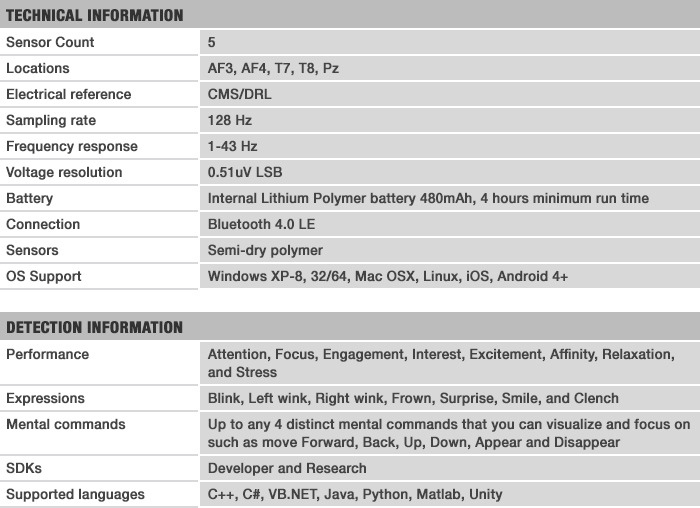 TECHNICAL INFORMATION
Sensor Count 5
Locations AF3, AF4, T7, T8, Pz
Electrical reference CMS/DRL
Sampling rate 128 Hz
Frequency response 1-43 Hz
Voltage resolution 0.51uV LSB
Battery Internal Lithium Polymer battery 480mAh, 4 hours minimum run time
Connection Bluetooth 4.0 LE
Sensors Semi-dry polymer
OS Support Windows XP-8, 32/64, Mac OSX, Linux, iOS, Android 4+
DETECTION INFORMATION
Performance Attention, Focus, Engagement, Interest, Excitement, Affinity, Relaxation,
and Stress
Expressions Blink, Left wink, Right wink, Frown, Surprise, Smile, and Clench
Mental commands Up to any 4 distinct mental commands that you can visualize and focus on
such as move Forward, Back, Up, Down, Appear and Disappear
SDKs Developer and Research
Supported languages C++, C#, VB.NET, Java, Python, Matlab, Unity